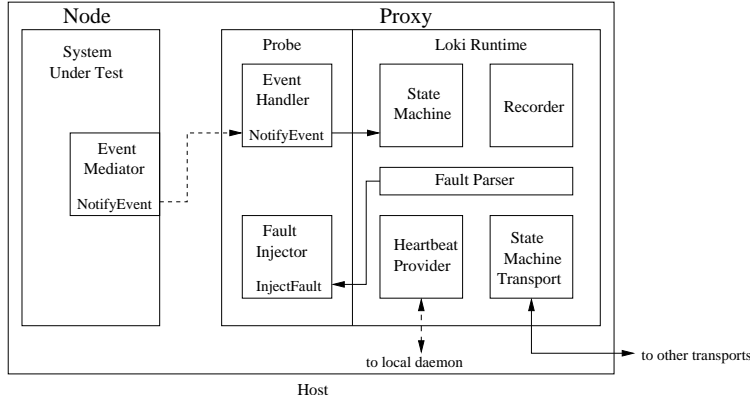 Node
Proxy
System
Under Test
Probe
Loki Runtime
Event
Handler
NotifyEvent
State
Machine
Recorder
Event
Mediator
NotifyEvent
Fault Parser
Fault
Injector
InjectFault
Heartbeat
Provider
State
Machine
Transport
to local daemon
to other transports
Host